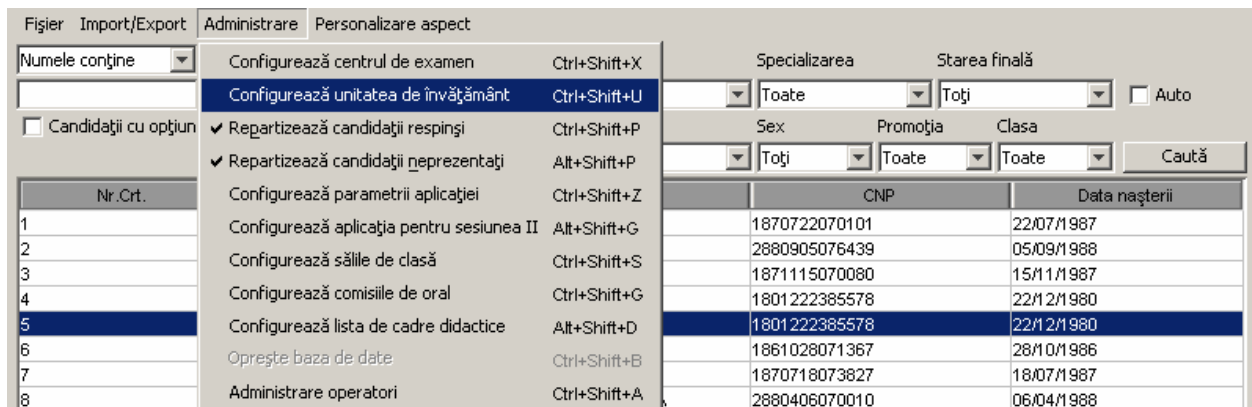 Fişier Import/Export Administrare Personalizare aspect
Numele conţine
Specializarea Starea finală
Toate Toţi Auto
Candidaţii cu opţiun
Sex Promoţia Clasa
Toţi Toate Toate Caută
Configurează centrul de examen Ctrl+Shift+X
Configurează unitatea de învăţământ Ctrl+Shift+U
Repartizează candidaţii respinşi Ctrl+Shift+P
Repartizează candidaţii neprezentaţi Alt+Shift+P
Configurează parametrii aplicaţiei Ctrl+Shift+Z
Configurează aplicaţia pentru sesiunea II Alt+Shift+G
Configurează sălile de clasă Ctrl+Shift+S
Configurează comisiile de oral Ctrl+Shift+G
Configurează lista de cadre didactice Alt+Shift+D
Opreşte baza de date Ctrl+Shift+B
Administrare operatori Ctrl+Shift+A
Nr.Crt. CNP Data naşterii
1 1870722070101 22/07/1987
2 2880905076439 05/09/1988
3 1871115070080 15/11/1987
4 1801222385578 22/12/1980
5 1801222385578 22/12/1980
6 1861028071367 28/10/1986
7 1870718073827 18/07/1987
8 2880406070010 06/04/1988